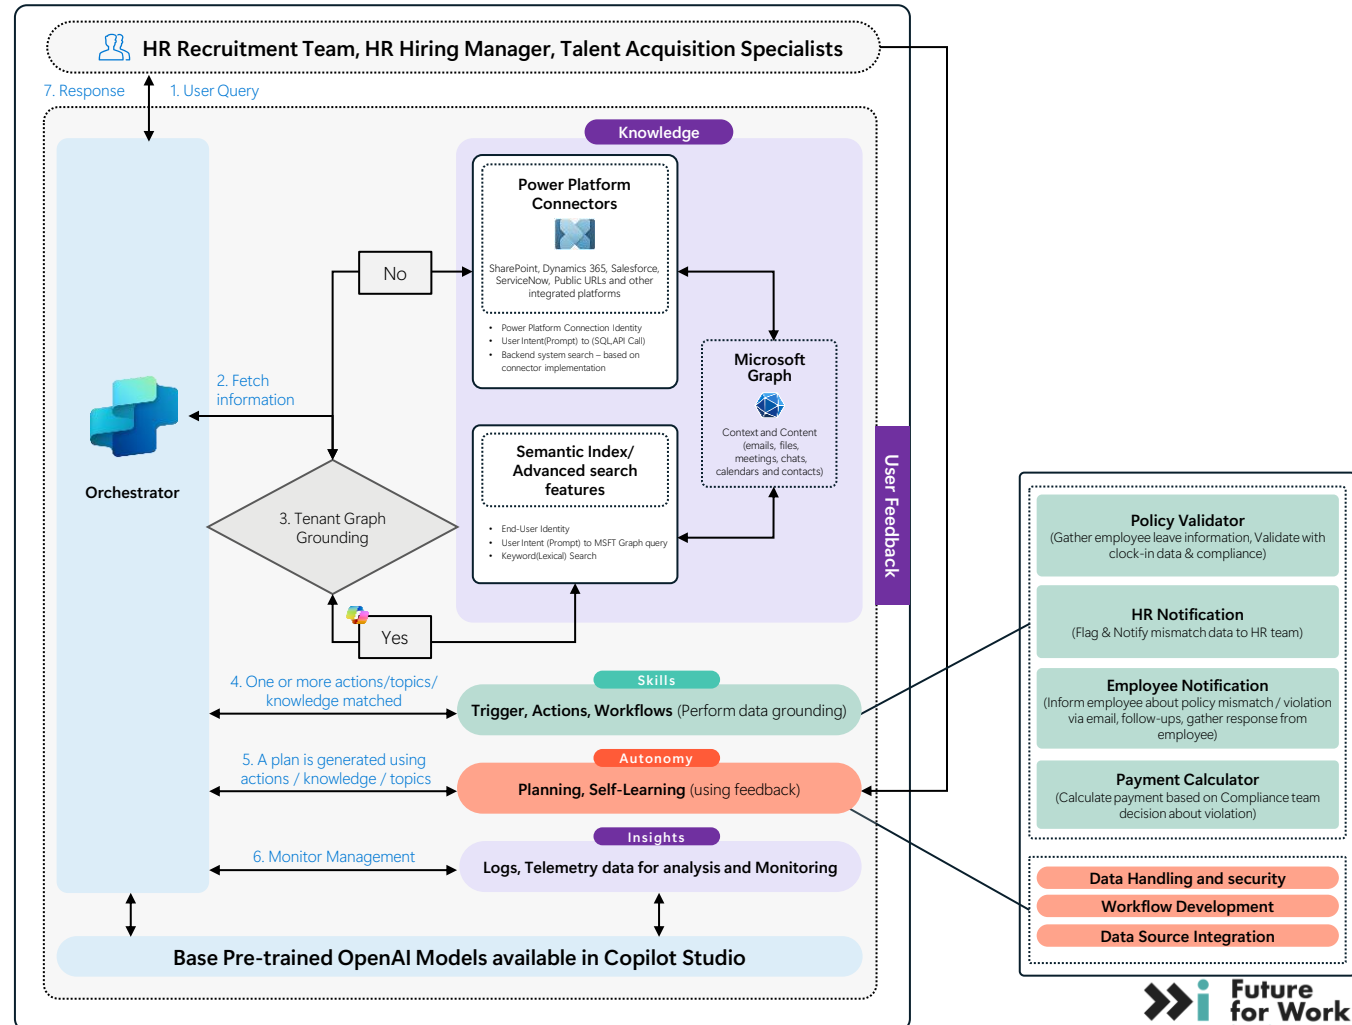 HR Recruitment Team, HR Hiring Manager, Talent Acquisition Specialists
7. Response
1. User Query
Knowledge
Power Platform
Connectors
SharePoint, Dynamics 365, Salesforce,
ServiceNow, Public URLs and other
integrated platforms
• Power Platform Connection Identity
• User Intent(Prompt) to (SQL,API Call)
• Backend system search – based on
connector implementation
No
Microsoft
Graph
Context and Content
(emails, files,
meetings, chats,
calendars and contacts)
2. Fetch
information
Orchestrator
Semantic Index/
Advanced search
features
• End-User Identity
• User Intent (Prompt) to MSFT Graph query
• Keyword(Lexical) Search
3. Tenant Graph
Grounding
Yes
User Feedback
4. One or more actions/topics/
knowledge matched
Skills
Trigger, Actions, Workflows (Perform data grounding)
5. A plan is generated using
actions / knowledge / topics
Autonomy
Planning, Self-Learning (using feedback)
6. Monitor Management
Insights
Logs, Telemetry data for analysis and Monitoring
Base Pre-trained OpenAI Models available in Copilot Studio
Policy Validator
(Gather employee leave information, Validate with
clock-in data & compliance)
HR Notification
(Flag & Notify mismatch data to HR team)
Employee Notification
(Inform employee about policy mismatch / violation
via email, follow-ups, gather response from
employee)
Payment Calculator
(Calculate payment based on Compliance team
decision about violation)
Data Handling and security
Workflow Development
Data Source Integration
Future
for Work